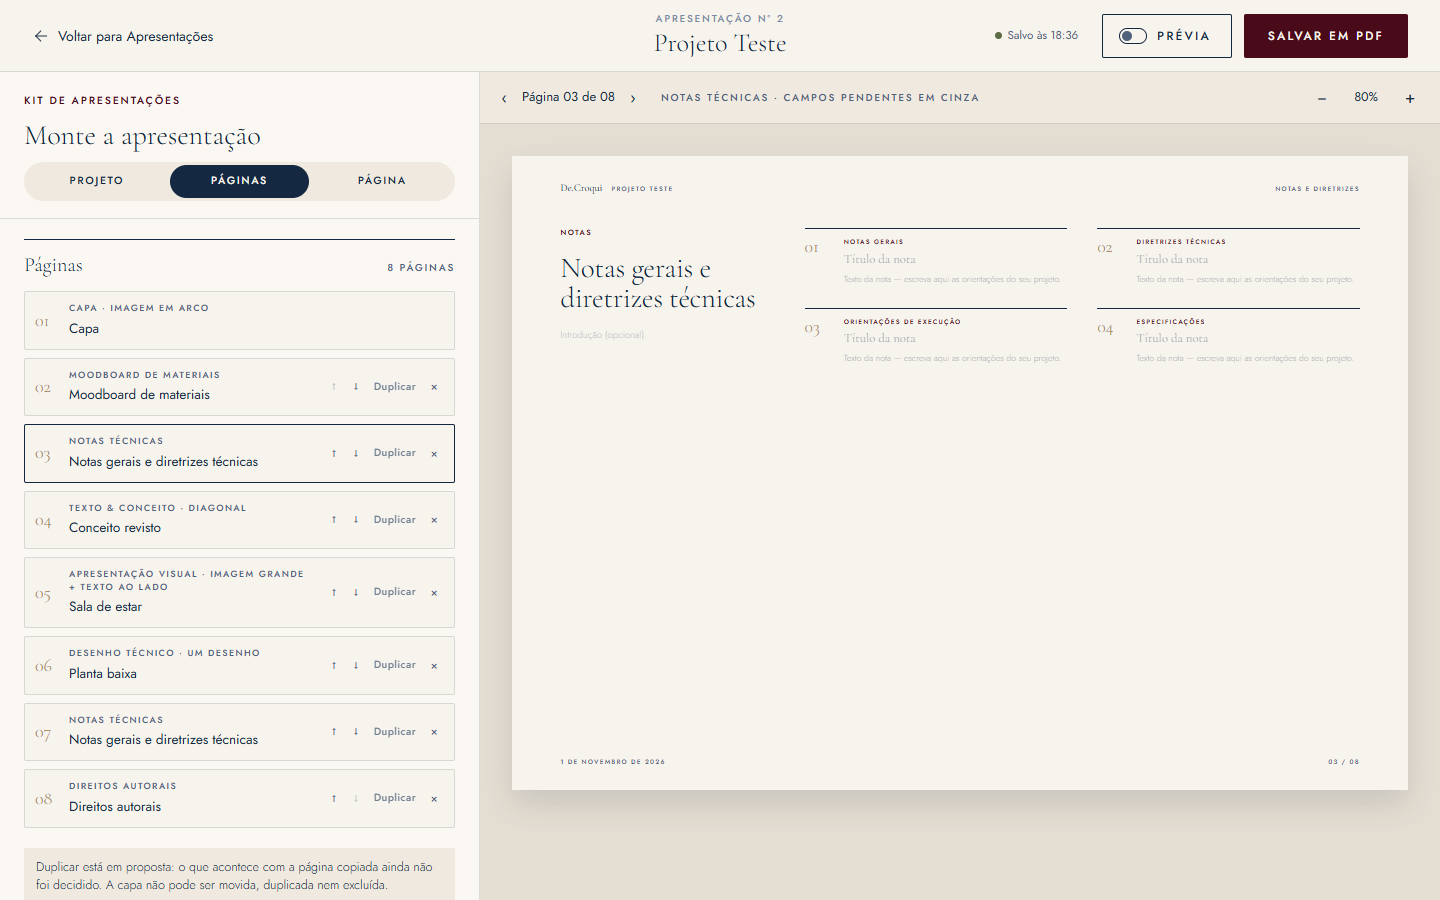 Voltar para Apresentações
APRESENTAÇÃO Nº 2
Projeto Teste
Salvo às 18:36
PRÉVIA
SALVAR EM PDF
KIT DE APRESENTAÇÕES
Monte a apresentação
PROJETO
PÁGINAS
PÁGINA
Páginas
8 PÁGINAS
01
CAPA · IMAGEM EM ARCO
Capa
02
MOODBOARD DE MATERIAIS
Moodboard de materiais
↑ ↓ Duplicar ×
03
NOTAS TÉCNICAS
Notas gerais e diretrizes técnicas
↑ ↓ Duplicar ×
04
TEXTO & CONCEITO · DIAGONAL
Conceito revisto
↑ ↓ Duplicar ×
05
APRESENTAÇÃO VISUAL · IMAGEM GRANDE
+ TEXTO AO LADO
Sala de estar
↑ ↓ Duplicar ×
06
DESENHO TÉCNICO · UM DESENHO
Planta baixa
↑ ↓ Duplicar ×
07
NOTAS TÉCNICAS
Notas gerais e diretrizes técnicas
↑ ↓ Duplicar ×
08
DIREITOS AUTORAIS
Direitos autorais
↑ ↓ Duplicar ×
Duplicar está em proposta: o que acontece com a página copiada ainda não
foi decidido. A capa não pode ser movida, duplicada nem excluída.
‹ Página 03 de 08 ›
NOTAS TÉCNICAS · CAMPOS PENDENTES EM CINZA
− 80% +
Dr.Croqui PROJETO TESTE
NOTAS E DIRETRIZES
NOTAS
Notas gerais e
diretrizes técnicas
Introdução (opcional)
01
NOTAS GERAIS
Título da nota
Texto da nota — escreva aqui as orientações do seu projeto.
02
DIRETRIZES TÉCNICAS
Título da nota
Texto da nota — escreva aqui as orientações do seu projeto.
03
ORIENTAÇÕES DE EXECUÇÃO
Título da nota
Texto da nota — escreva aqui as orientações do seu projeto.
04
ESPECIFICAÇÕES
Título da nota
Texto da nota — escreva aqui as orientações do seu projeto.
1 DE NOVEMBRO DE 2026
03 / 08